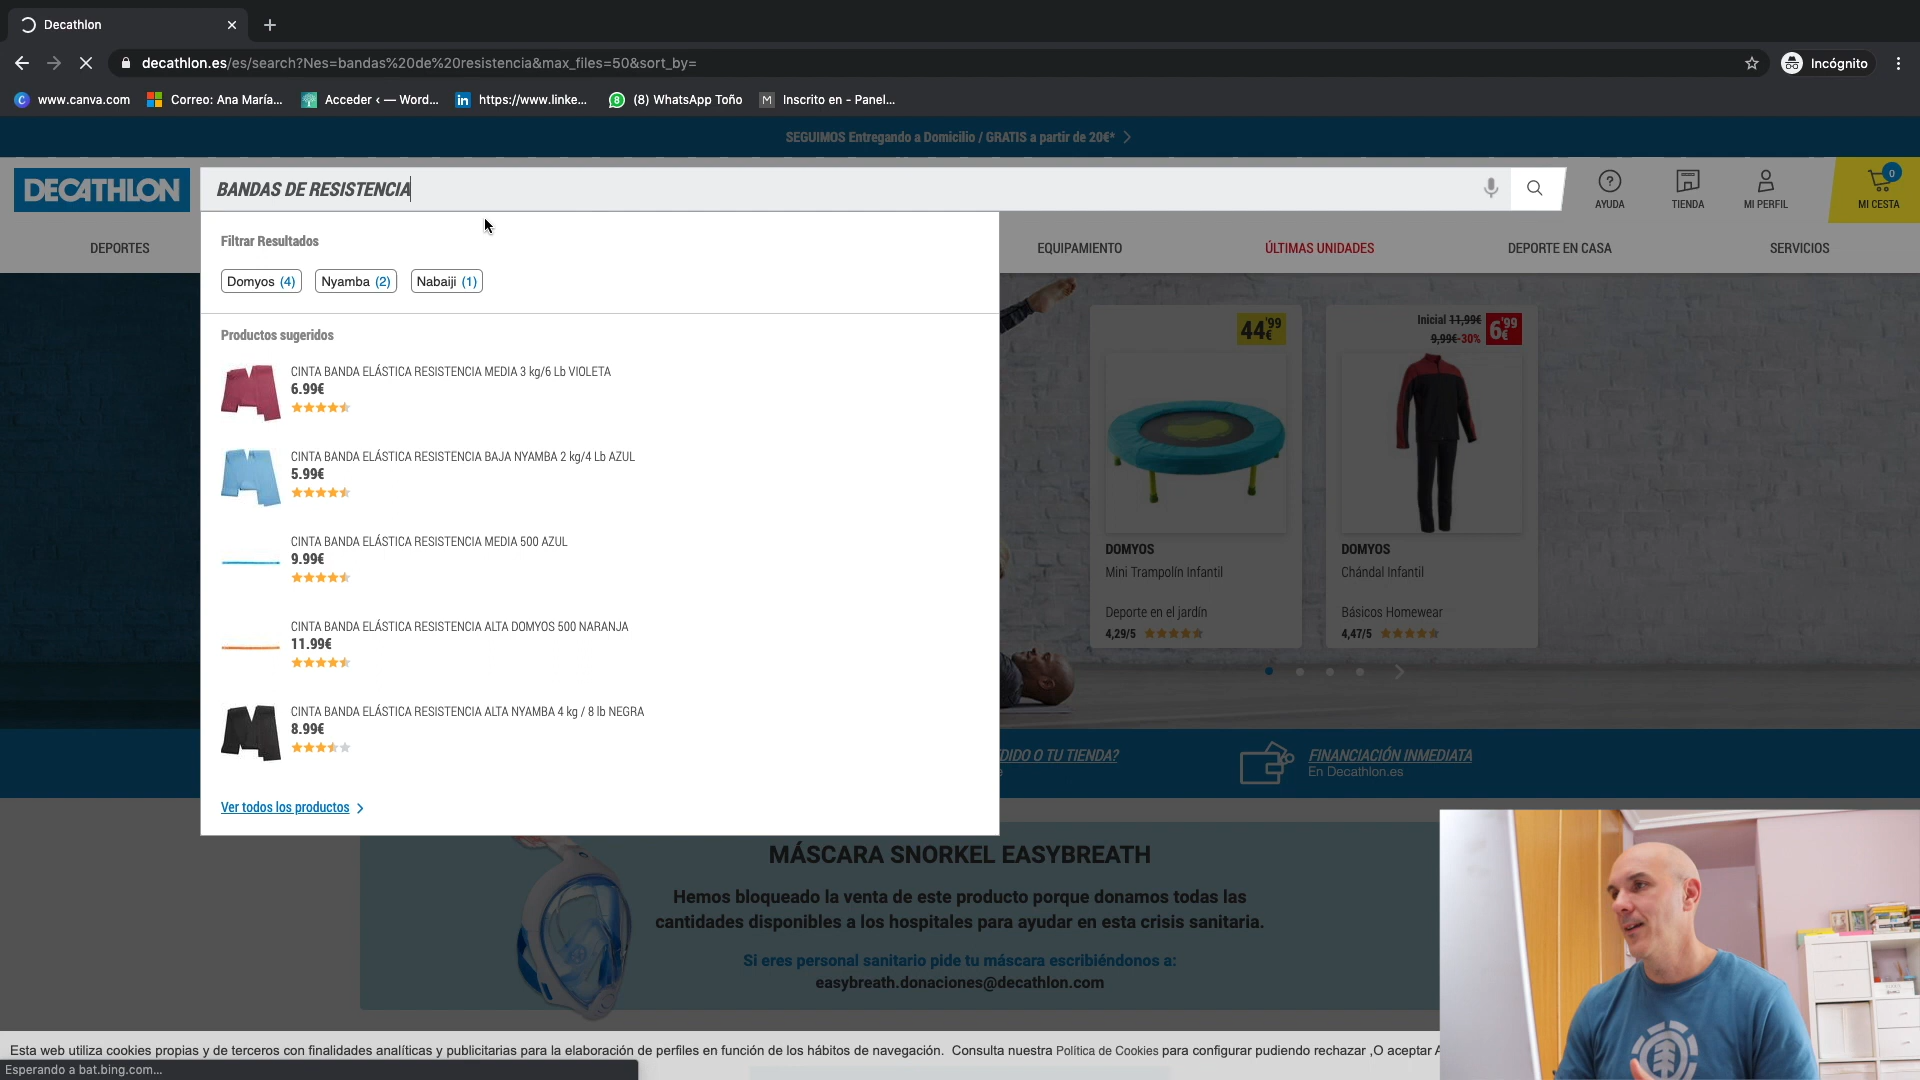 Decathlon
decathlon.es/es/search?Nes=bandas%20de%20resistencia&max_files=50&sort_by=
Incógnito
www.canva.com
Correo: Ana María...
Acceder ‹ — Word...
https://www.linke...
(8) WhatsApp Toño
Inscrito en - Panel...
SEGUIMOS Entregando a Domicilio / GRATIS a partir de 20€*
DECATHLON
BANDAS DE RESISTENCIA
AYUDA
TIENDA
MI PERFIL
0
MI CESTA
DEPORTES
EQUIPAMIENTO
ÚLTIMAS UNIDADES
DEPORTE EN CASA
SERVICIOS
Filtrar Resultados
Domyos (4)
Nyamba (2)
Nabaiji (1)
Productos sugeridos
CINTA BANDA ELÁSTICA RESISTENCIA MEDIA 3 kg/6 Lb VIOLETA
6.99€
CINTA BANDA ELÁSTICA RESISTENCIA BAJA NYAMBA 2 kg/4 Lb AZUL
5.99€
CINTA BANDA ELÁSTICA RESISTENCIA MEDIA 500 AZUL
9.99€
CINTA BANDA ELÁSTICA RESISTENCIA ALTA DOMYOS 500 NARANJA
11.99€
CINTA BANDA ELÁSTICA RESISTENCIA ALTA NYAMBA 4 kg / 8 lb NEGRA
8.99€
Ver todos los productos
44'99€
DOMYOS
Mini Trampolín Infantil
Deporte en el jardín
4,29/5
Inicial 11,99€
9,99€-30%
6'99€
DOMYOS
Chándal Infantil
Básicos Homewear
4,47/5
DIDO O TU TIENDA?
e
FINANCIACIÓN INMEDIATA
En Decathlon.es
MÁSCARA SNORKEL EASYBREATH
Hemos bloqueado la venta de este producto porque donamos todas las
cantidades disponibles a los hospitales para ayudar en esta crisis sanitaria.
Si eres personal sanitario pide tu máscara escribiéndonos a:
easybreath.donaciones@decathlon.com
Esta web utiliza cookies propias y de terceros con finalidades analíticas y publicitarias para la elaboración de perfiles en función de los hábitos de navegación. Consulta nuestra Política de Cookies para configurar pudiendo rechazar ,O aceptar A
Esperando a bat.bing.com...